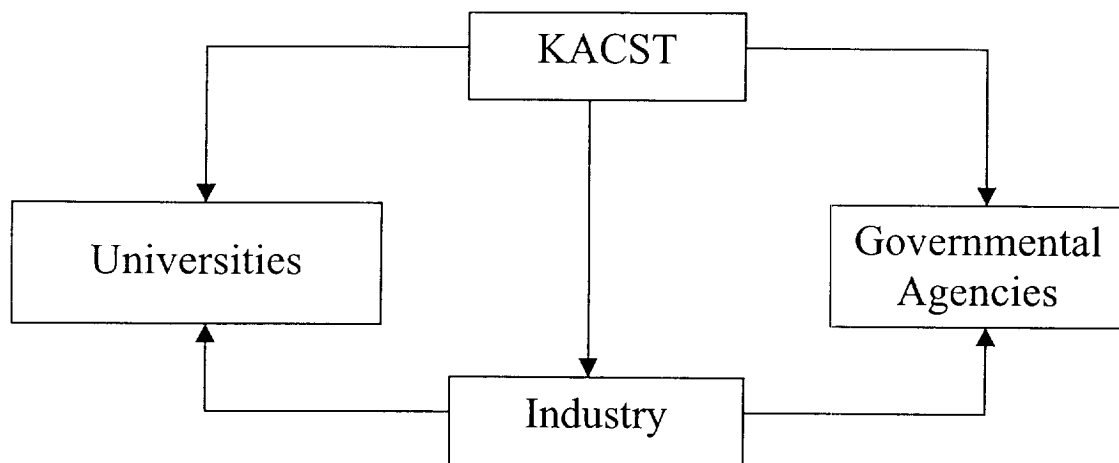 KACST
Universities
Governmental
Agencies
Industry